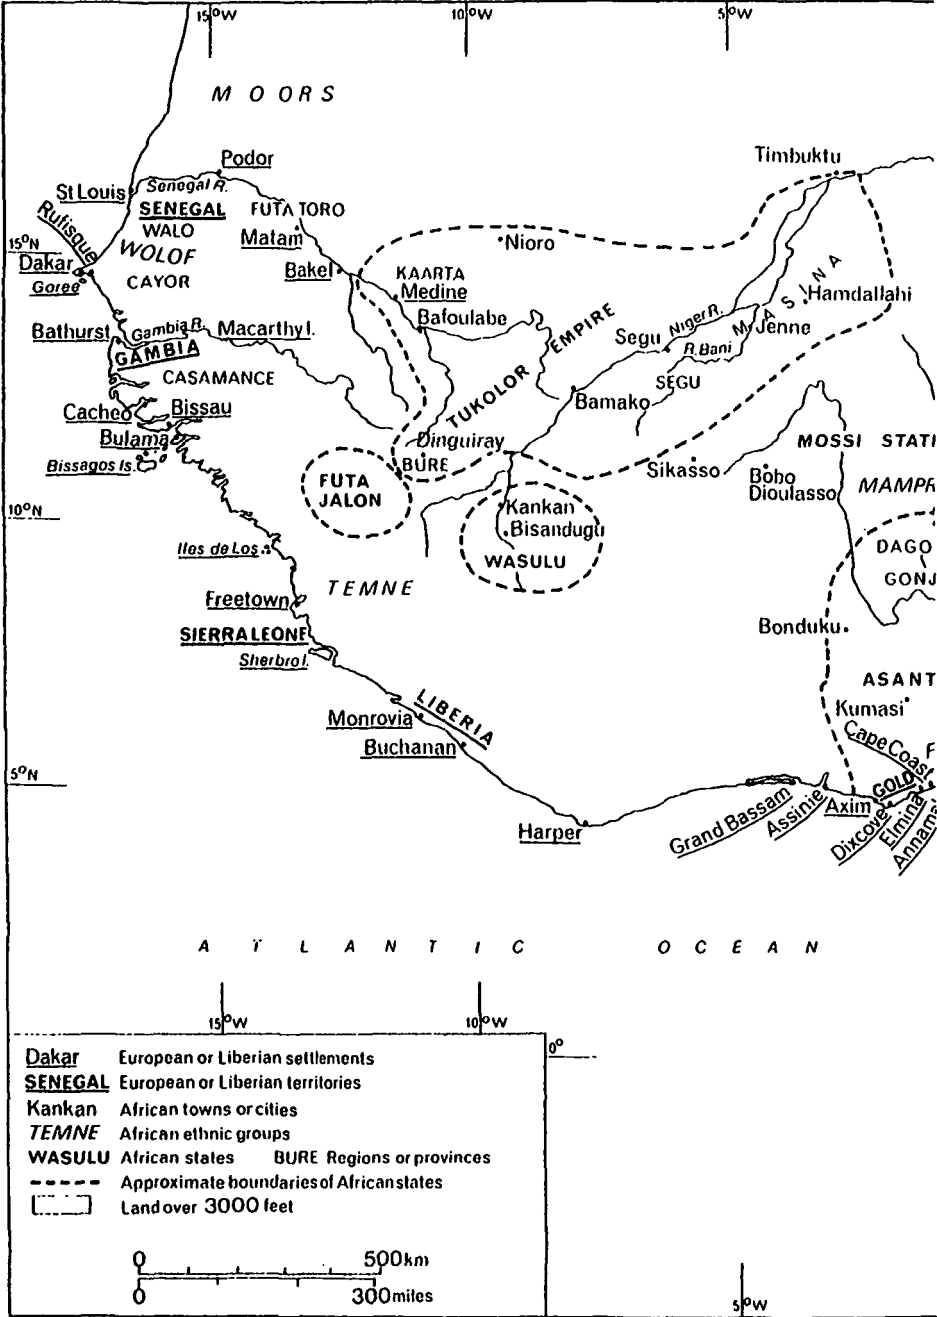 15°W
10°W
5°W
MOORS
Timbuktu
Podor
St Louis
Senegal R.
SENEGAL
FUTA TORO
Rufisque
WALO
Matam
Nioro
15°N
WOLOF
Dakar
Bakel
KAARTA
MASINA
Goree
CAYOR
Medine
Hamdallahi
Bafoulabe
Niger R.
Bathurst
Gambia R.
Macarthy I.
TUKOLOR EMPIRE
Segu
Jenne
GAMBIA
R. Bani
CASAMANCE
SEGU
Bamako
Cacheo
Bissau
Bulama
Dinguiray
MOSSI STATI
Bissagos Is.
BURE
Sikasso
Bobo
Dioulasso
FUTA
JALON
MAMPR
Kankan
10°N
Bisandugu
Iles de Los
WASULU
DAGO
TEMNE
GONJ
Freetown
Bonduku
SIERRA LEONE
Sherbro I.
ASANT
LIBERIA
Kumasi
Monrovia
Cape Coast
F
Buchanan
5°N
GOLD
Grand Bassam
Assinie
Axim
Dixcove
Elmina
Annama
Harper
ATLANTIC OCEAN
15°W
10°W
0°
Dakar European or Liberian settlements
SENEGAL European or Liberian territories
Kankan African towns or cities
TEMNE African ethnic groups
WASULU African states BURE Regions or provinces
Approximate boundaries of African states
Land over 3000 feet
0 500km
0 300miles
5°W